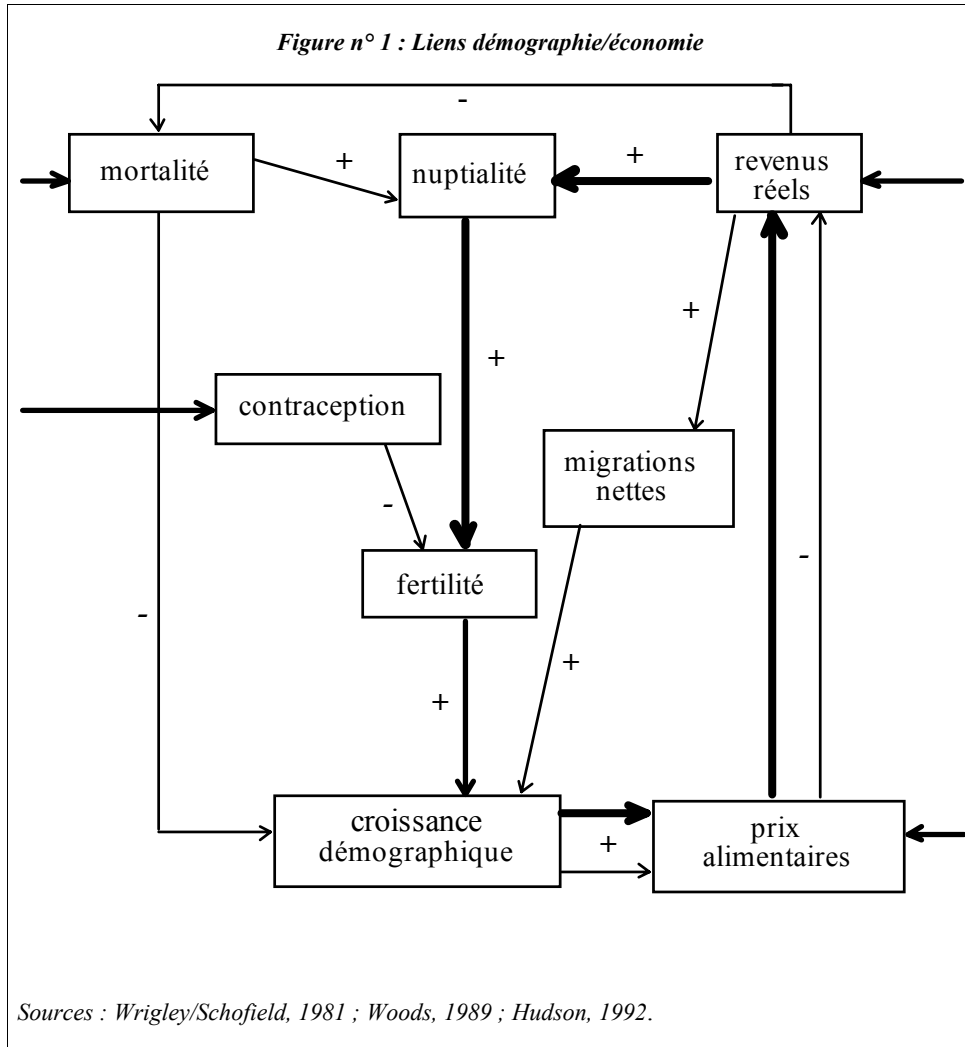 Figure n° 1 : Liens démographie/économie
-
mortalité
+
nuptialité
+
revenus
réels
+
+
contraception
migrations
nettes
-
-
fertilité
-
+
+
croissance
démographique
+
prix
alimentaires
Sources : Wrigley/Schofield, 1981 ; Woods, 1989 ; Hudson, 1992.